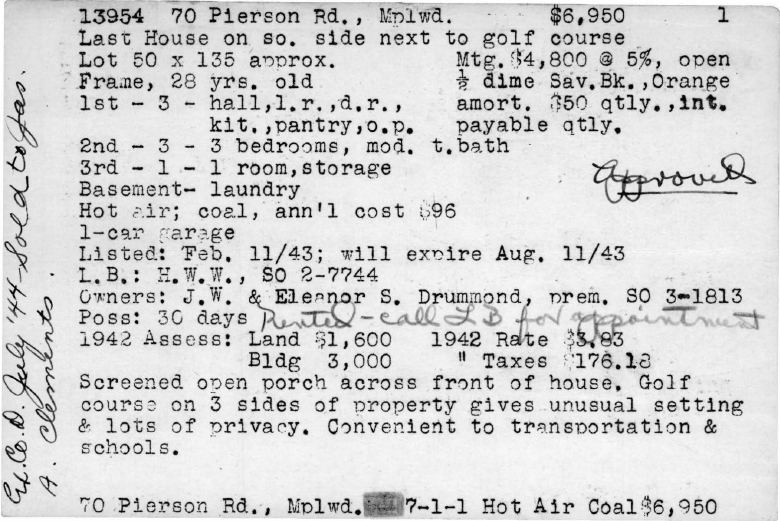 13954 70 Pierson Rd., Mplwd. $6,950 1
Last House on so. side next to golf course
Lot 50 x 135 approx. Mtg. $4,800 @ 5%, open
Frame, 28 yrs. old ½ dime Sav.Bk.,Orange
1st - 3 - hall,l.r.,d.r., amort. $50 qtly.,int.
kit.,pantry,o.p. payable qtly.
2nd - 3 - 3 bedrooms, mod. t.bath
3rd - 1 - 1 room,storage
Approved
Basement- laundry
Hot air; coal, ann'l cost $96
1-car garage
Listed: Feb. 11/43; will expire Aug. 11/43
L.B.: H.W.W., SO 2-7744
Owners: J.W. & Eleanor S. Drummond, prem. SO 3-1813
Poss: 30 days Rented - call LB for appointment
1942 Assess: Land $1,600 1942 Rate $3.83
Bldg 3,000 " Taxes $176.18
Screened open porch across front of house. Golf
course on 3 sides of property gives unusual setting
& lots of privacy. Convenient to transportation &
schools.
70 Pierson Rd., Mplwd. 7-1-1 Hot Air Coal $6,950
Ex. Co. D. July '44 - Sold to Jas.
A. Clements.